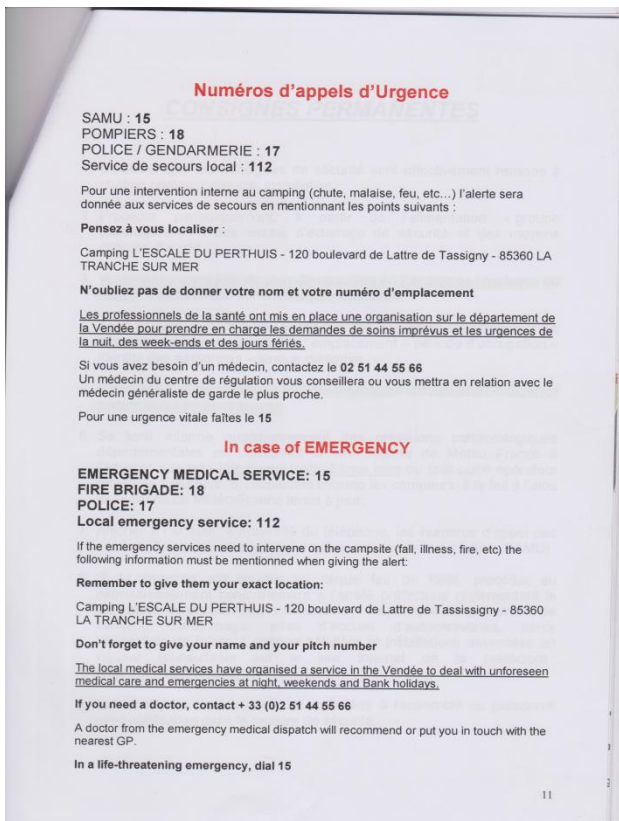 Numéros d'appels d'Urgence
SAMU : 15
POMPIERS : 18
POLICE / GENDARMERIE : 17
Service de secours local : 112
Pour une intervention interne au camping (chute, malaise, feu, etc…) l'alerte sera
donnée aux services de secours en mentionnant les points suivants :
Pensez à vous localiser :
Camping L'ESCALE DU PERTHUIS - 120 boulevard de Lattre de Tassigny - 85360 LA
TRANCHE SUR MER
N'oubliez pas de donner votre nom et votre numéro d'emplacement
Les professionnels de la santé ont mis en place une organisation sur le département de
la Vendée pour prendre en charge les demandes de soins imprévus et les urgences de
la nuit, des week-ends et des jours fériés.
Si vous avez besoin d'un médecin, contactez le 02 51 44 55 66
Un médecin du centre de régulation vous conseillera ou vous mettra en relation avec le
médecin généraliste de garde le plus proche.
Pour une urgence vitale faîtes le 15
In case of EMERGENCY
EMERGENCY MEDICAL SERVICE: 15
FIRE BRIGADE: 18
POLICE: 17
Local emergency service: 112
If the emergency services need to intervene on the campsite (fall, illness, fire, etc) the
following information must be mentionned when giving the alert:
Remember to give them your exact location:
Camping L'ESCALE DU PERTHUIS - 120 boulevard de Lattre de Tassissigny - 85360
LA TRANCHE SUR MER
Don't forget to give your name and your pitch number
The local medical services have organised a service in the Vendée to deal with unforeseen
medical care and emergencies at night, weekends and Bank holidays.
If you need a doctor, contact + 33 (0)2 51 44 55 66
A doctor from the emergency medical dispatch will recommend or put you in touch with the
nearest GP.
In a life-threatening emergency, dial 15
11